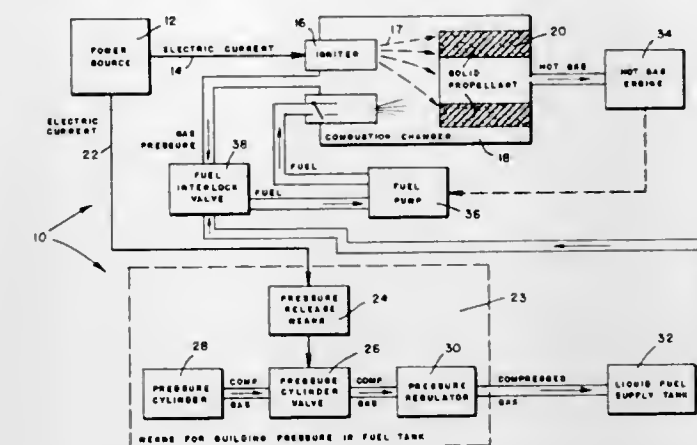 12
POWER
SOURCE
ELECTRIC CURRENT
14
16
IGNITER
17
20
SOLID
PROPELLANT
HOT GAS
34
HOT GAS
ENGINE
ELECTRIC
CURRENT
22
GAS
PRESSURE
COMBUSTION CHAMBER
18
38
FUEL
INTERLOCK
VALVE
FUEL
FUEL
FUEL
PUMP
36
10
PRESSURE
RELEASE
MEANS
24
23
28
PRESSURE
CYLINDER
COMP
GAS
26
PRESSURE
CYLINDER
VALVE
COMP
GAS
30
PRESSURE
REGULATOR
COMPRESSED
GAS
32
LIQUID FUEL
SUPPLY TANK
MEANS FOR BUILDING PRESSURE IN FUEL TANK